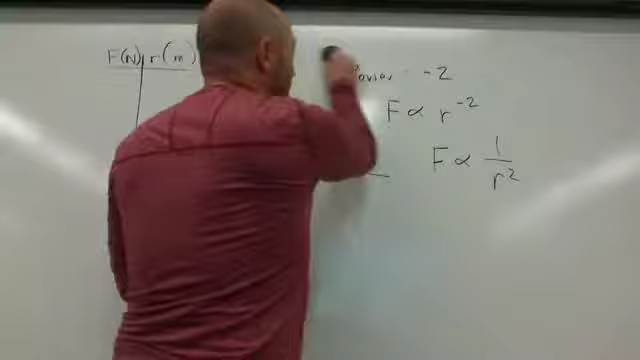 F(N) r(m)
-2
F ∝ r⁻²
F ∝ 1/r²